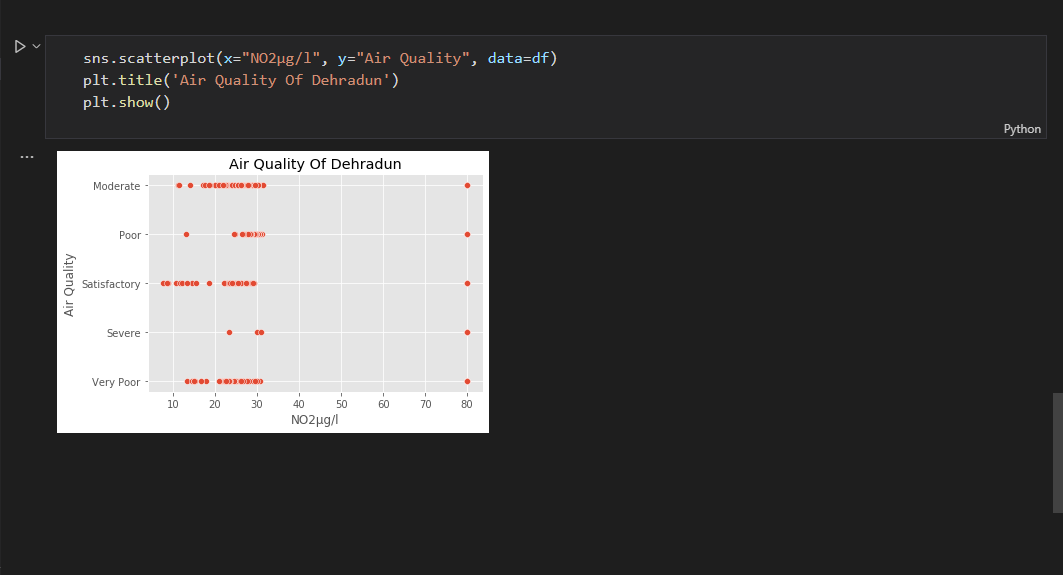 sns.scatterplot(x="NO2µg/l", y="Air Quality", data=df)
plt.title('Air Quality Of Dehradun')
plt.show()
Python
...
Air Quality Of Dehradun
Air Quality
Moderate
Poor
Satisfactory
Severe
Very Poor
10 20 30 40 50 60 70 80
NO2µg/l